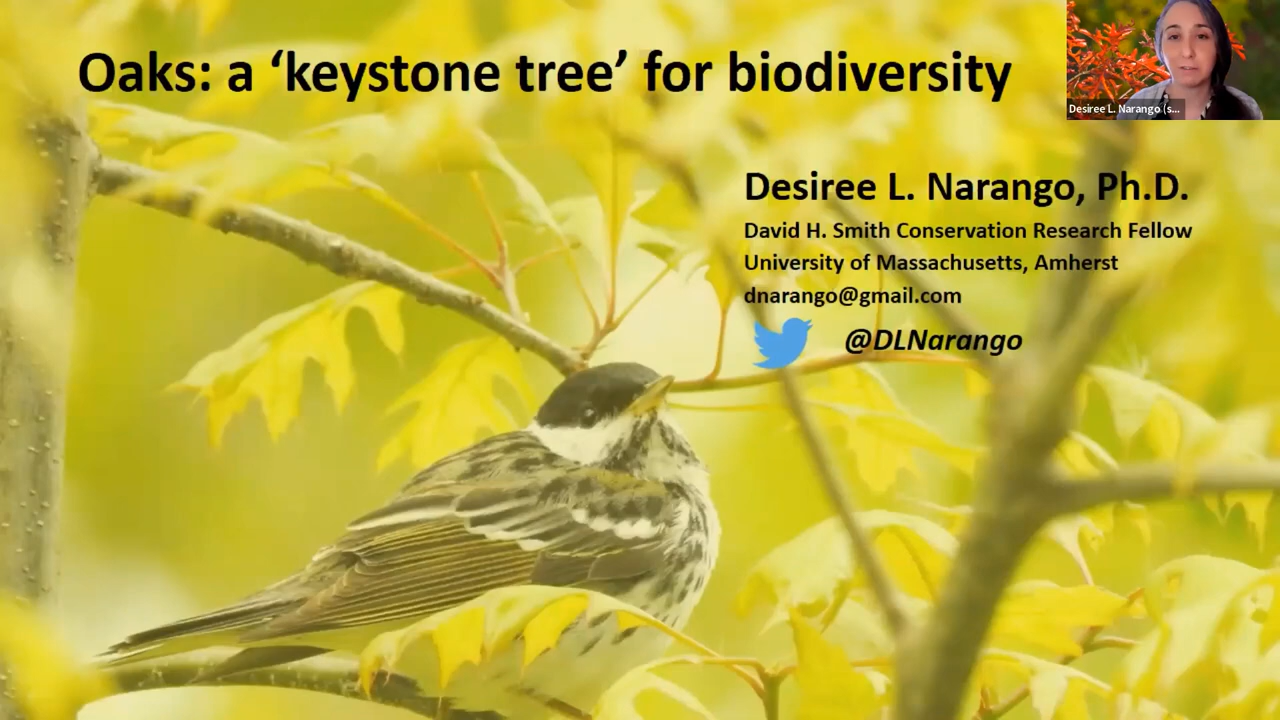 Oaks: a ‘keystone tree’ for biodiversity
Desiree L. Narango (s...
Desiree L. Narango, Ph.D.
David H. Smith Conservation Research Fellow
University of Massachusetts, Amherst
dnarango@gmail.com
@DLNarango